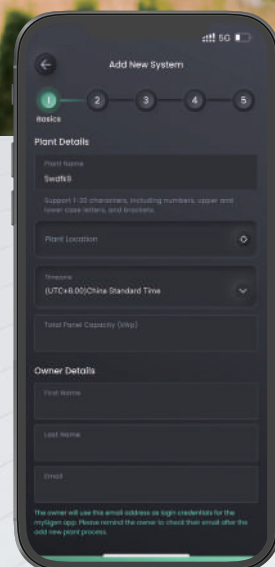 5G
Add New System
1
2
3
4
5
Basics
Plant Details
Plant Name
Swdfk9
Support 1-30 characters, including numbers, upper and
lower case letters, and brackets.
Plant Location
Timezone
(UTC+8.00)China Standard Time
Total Panel Capacity (kWp)
Owner Details
First Name
Last Name
Email
The owner will use this email address as login credentials for the
mySigen app. Please remind the owner to check their email after the
add new plant process.